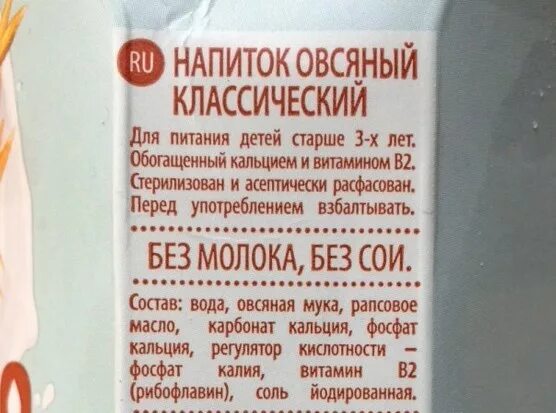 RU НАПИТОК ОВСЯНЫЙ
КЛАССИЧЕСКИЙ
Для питания детей старше 3-х лет.
Обогащенный кальцием и витамином В2.
Стерилизован и асептически расфасован.
Перед употреблением взбалтывать.
БЕЗ МОЛОКА, БЕЗ СОИ.
Состав: вода, овсяная мука, рапсовое
масло, карбонат кальция, фосфат
кальция, регулятор кислотности –
фосфат калия, витамин В2
(рибофлавин), соль йодированная.